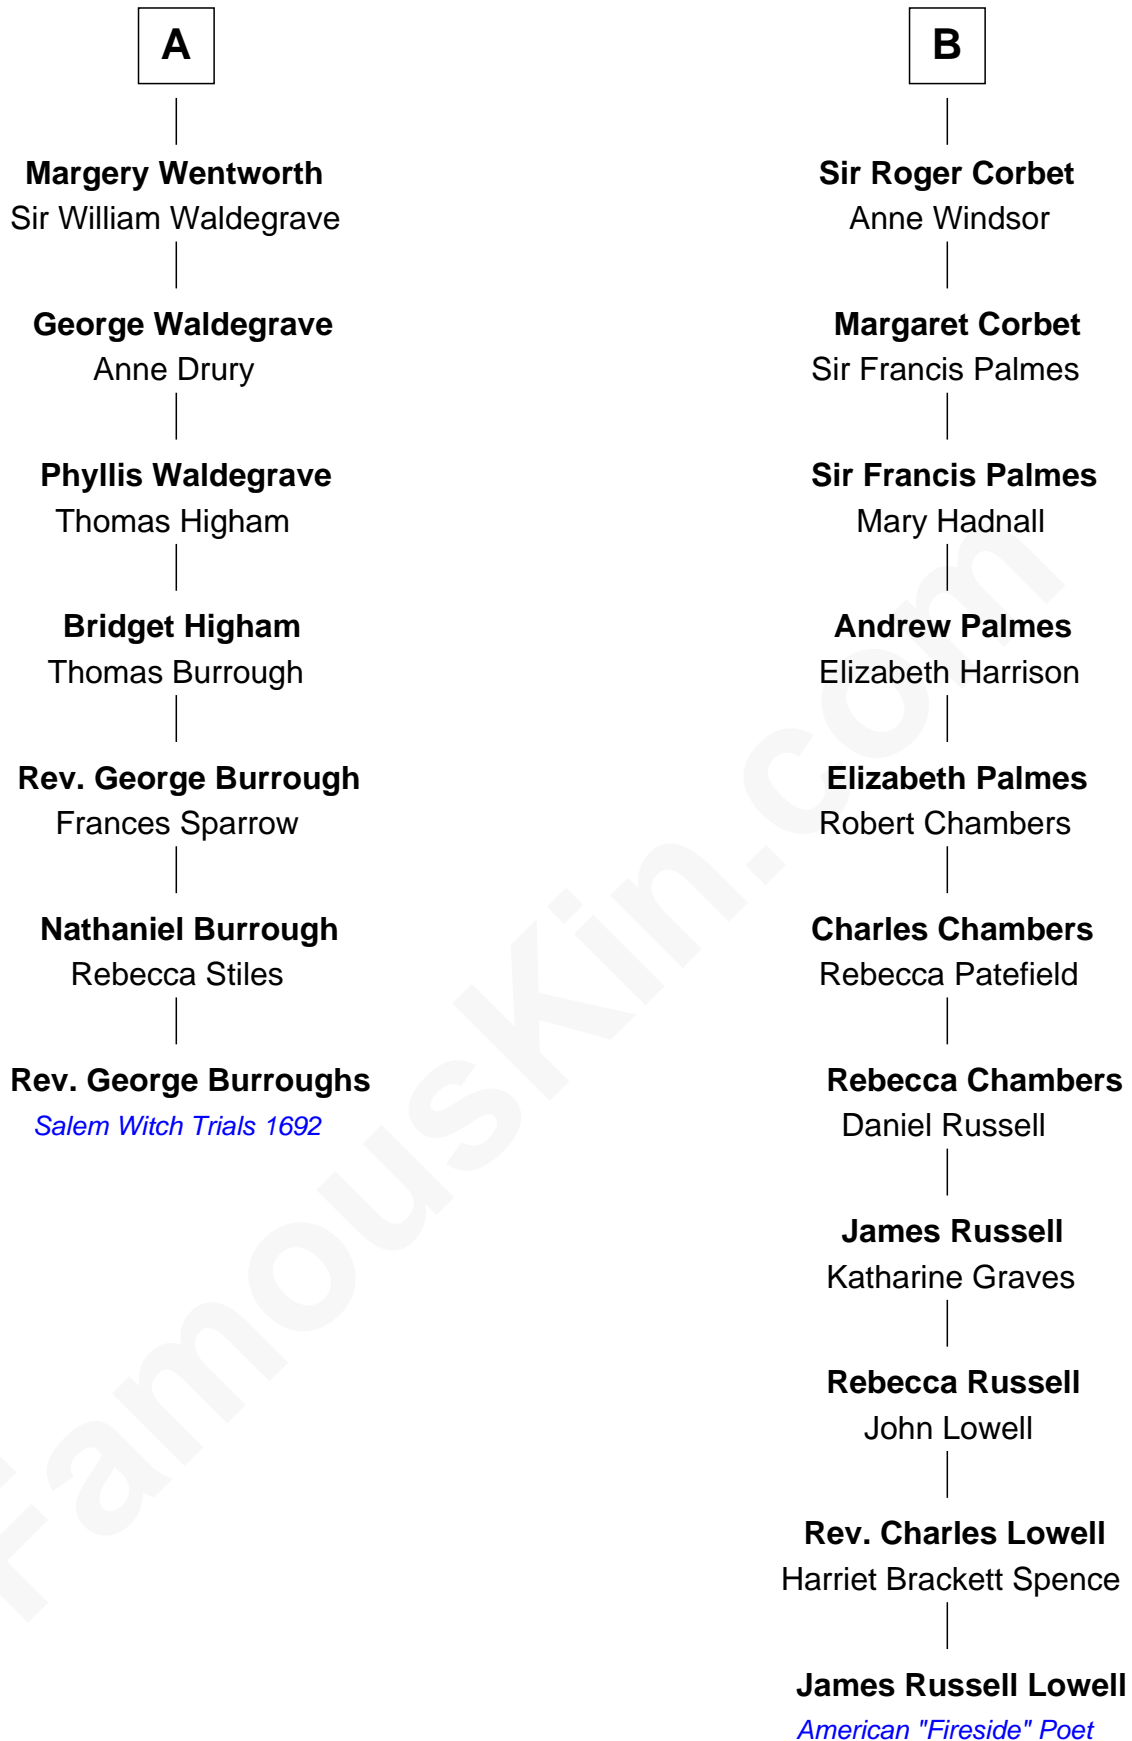 A
Margery Wentworth
Sir William Waldegrave
George Waldegrave
Anne Drury
Phyllis Waldegrave
Thomas Higham
Bridget Higham
Thomas Burrough
Rev. George Burrough
Frances Sparrow
Nathaniel Burrough
Rebecca Stiles
Rev. George Burroughs
Salem Witch Trials 1692
B
Sir Roger Corbet
Anne Windsor
Margaret Corbet
Sir Francis Palmes
Sir Francis Palmes
Mary Hadnall
Andrew Palmes
Elizabeth Harrison
Elizabeth Palmes
Robert Chambers
Charles Chambers
Rebecca Patefield
Rebecca Chambers
Daniel Russell
James Russell
Katharine Graves
Rebecca Russell
John Lowell
Rev. Charles Lowell
Harriet Brackett Spence
James Russell Lowell
American "Fireside" Poet
FamousKin.com